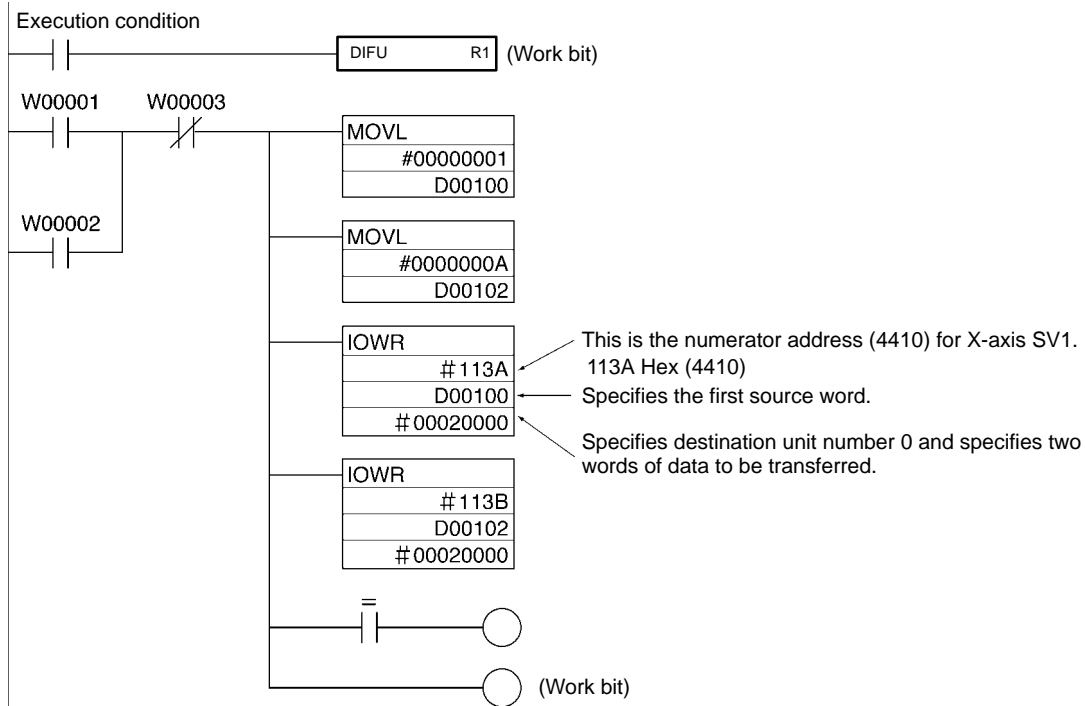 Execution condition
DIFU R1 (Work bit)
W00001 W00003
MOVL
#00000001
D00100
W00002
MOVL
#0000000A
D00102
IOWR
#113A
D00100
#00020000
This is the numerator address (4410) for X-axis SV1.
113A Hex (4410)
Specifies the first source word.
Specifies destination unit number 0 and specifies two
words of data to be transferred.
IOWR
#113B
D00102
#00020000
=
(Work bit)